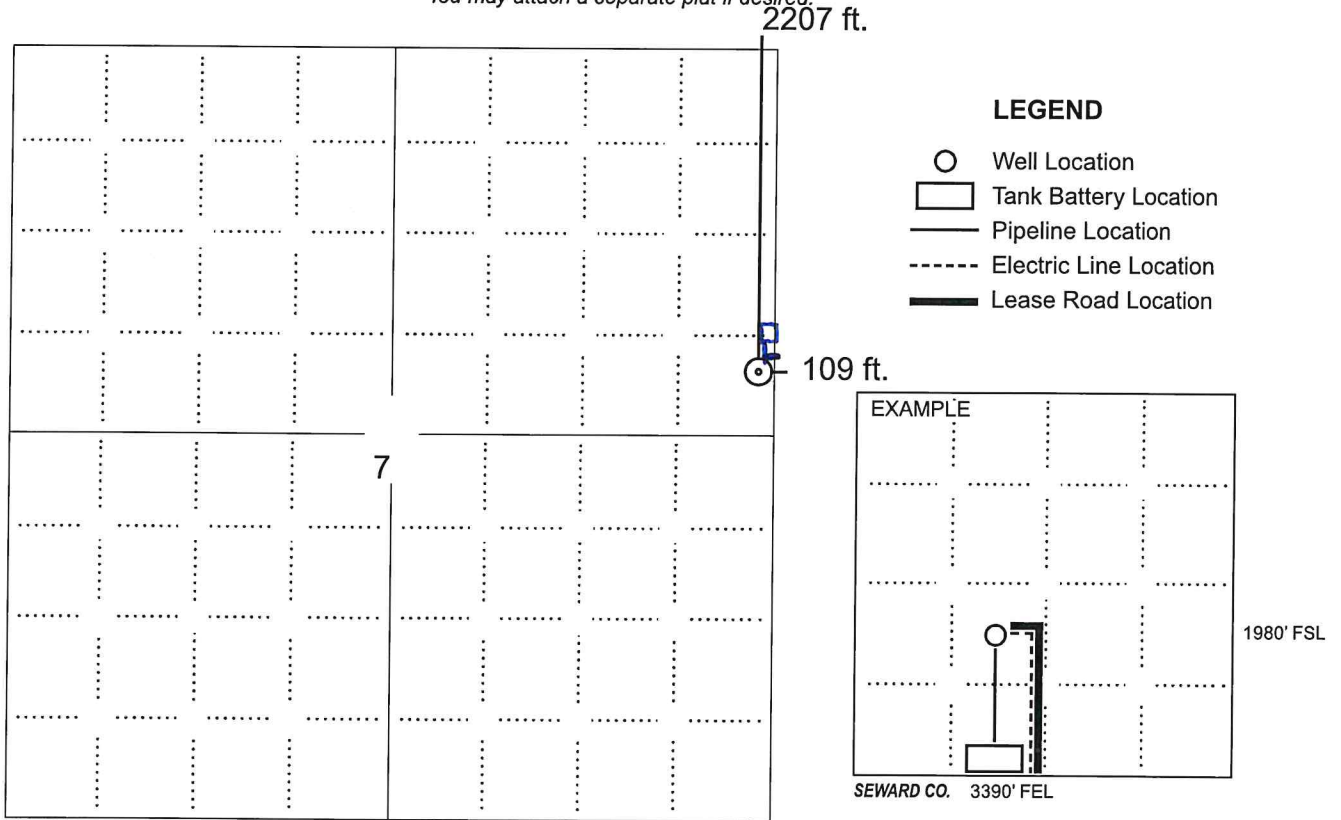 You may attach a separate plat if desired.
2207 ft.
LEGEND
Well Location
Tank Battery Location
Pipeline Location
Electric Line Location
Lease Road Location
109 ft.
7
EXAMPLE
1980' FSL
SEWARD CO. 3390' FEL